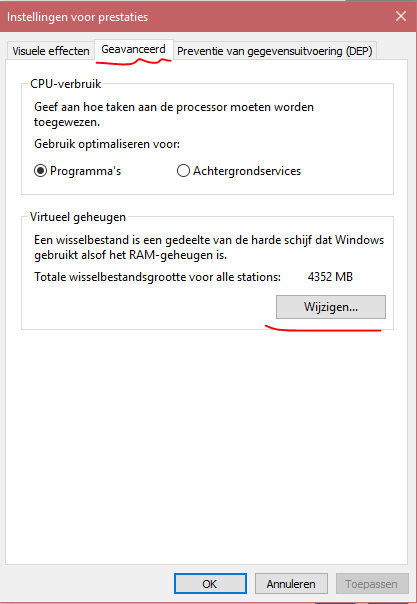 Instellingen voor prestaties
Visuele effecten Geavanceerd Preventie van gegevensuitvoering (DEP)
CPU-verbruik
Geef aan hoe taken aan de processor moeten worden
toegewezen.
Gebruik optimaliseren voor:
Programma's Achtergrondservices
Virtueel geheugen
Een wisselbestand is een gedeelte van de harde schijf dat Windows
gebruikt alsof het RAM-geheugen is.
Totale wisselbestandsgrootte voor alle stations: 4352 MB
Wijzigen...
OK Annuleren Toepassen